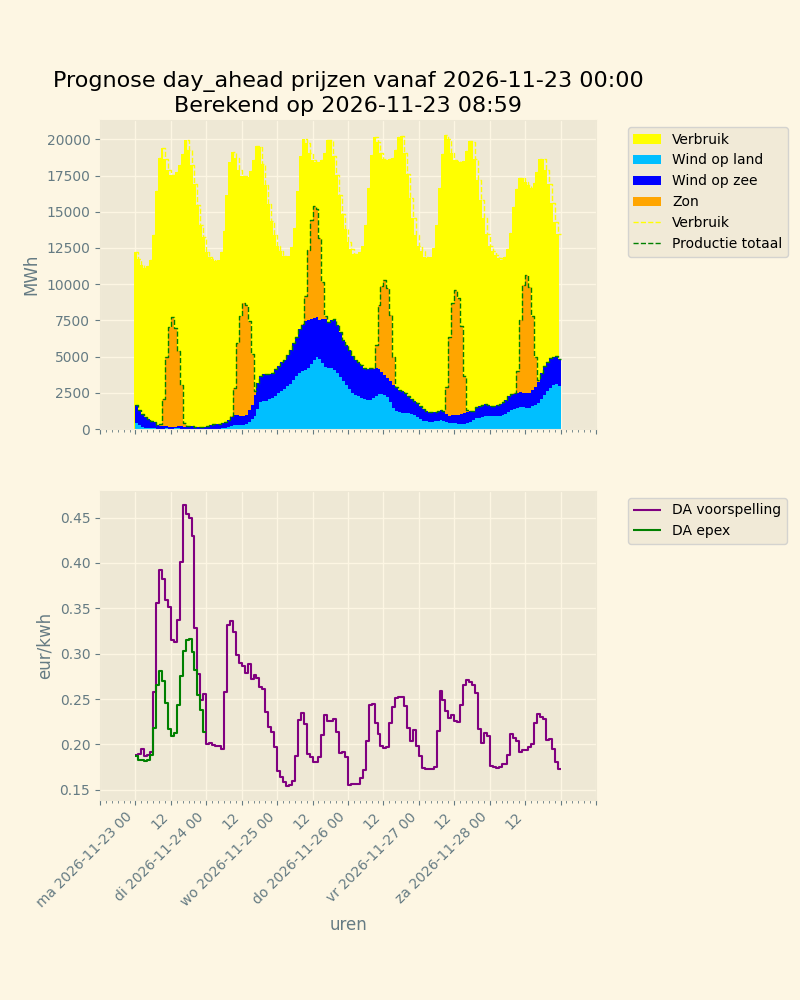 Prognose day_ahead prijzen vanaf 2026-11-23 00:00
Berekend op 2026-11-23 08:59
20000
17500
15000
12500
10000
7500
5000
2500
0
MWh
Verbruik
Wind op land
Wind op zee
Zon
Verbruik
Productie totaal
0.45
0.40
0.35
0.30
0.25
0.20
0.15
eur/kwh
DA voorspelling
DA epex
ma 2026-11-23 00
12
di 2026-11-24 00
12
wo 2026-11-25 00
12
do 2026-11-26 00
12
vr 2026-11-27 00
12
za 2026-11-28 00
12
uren